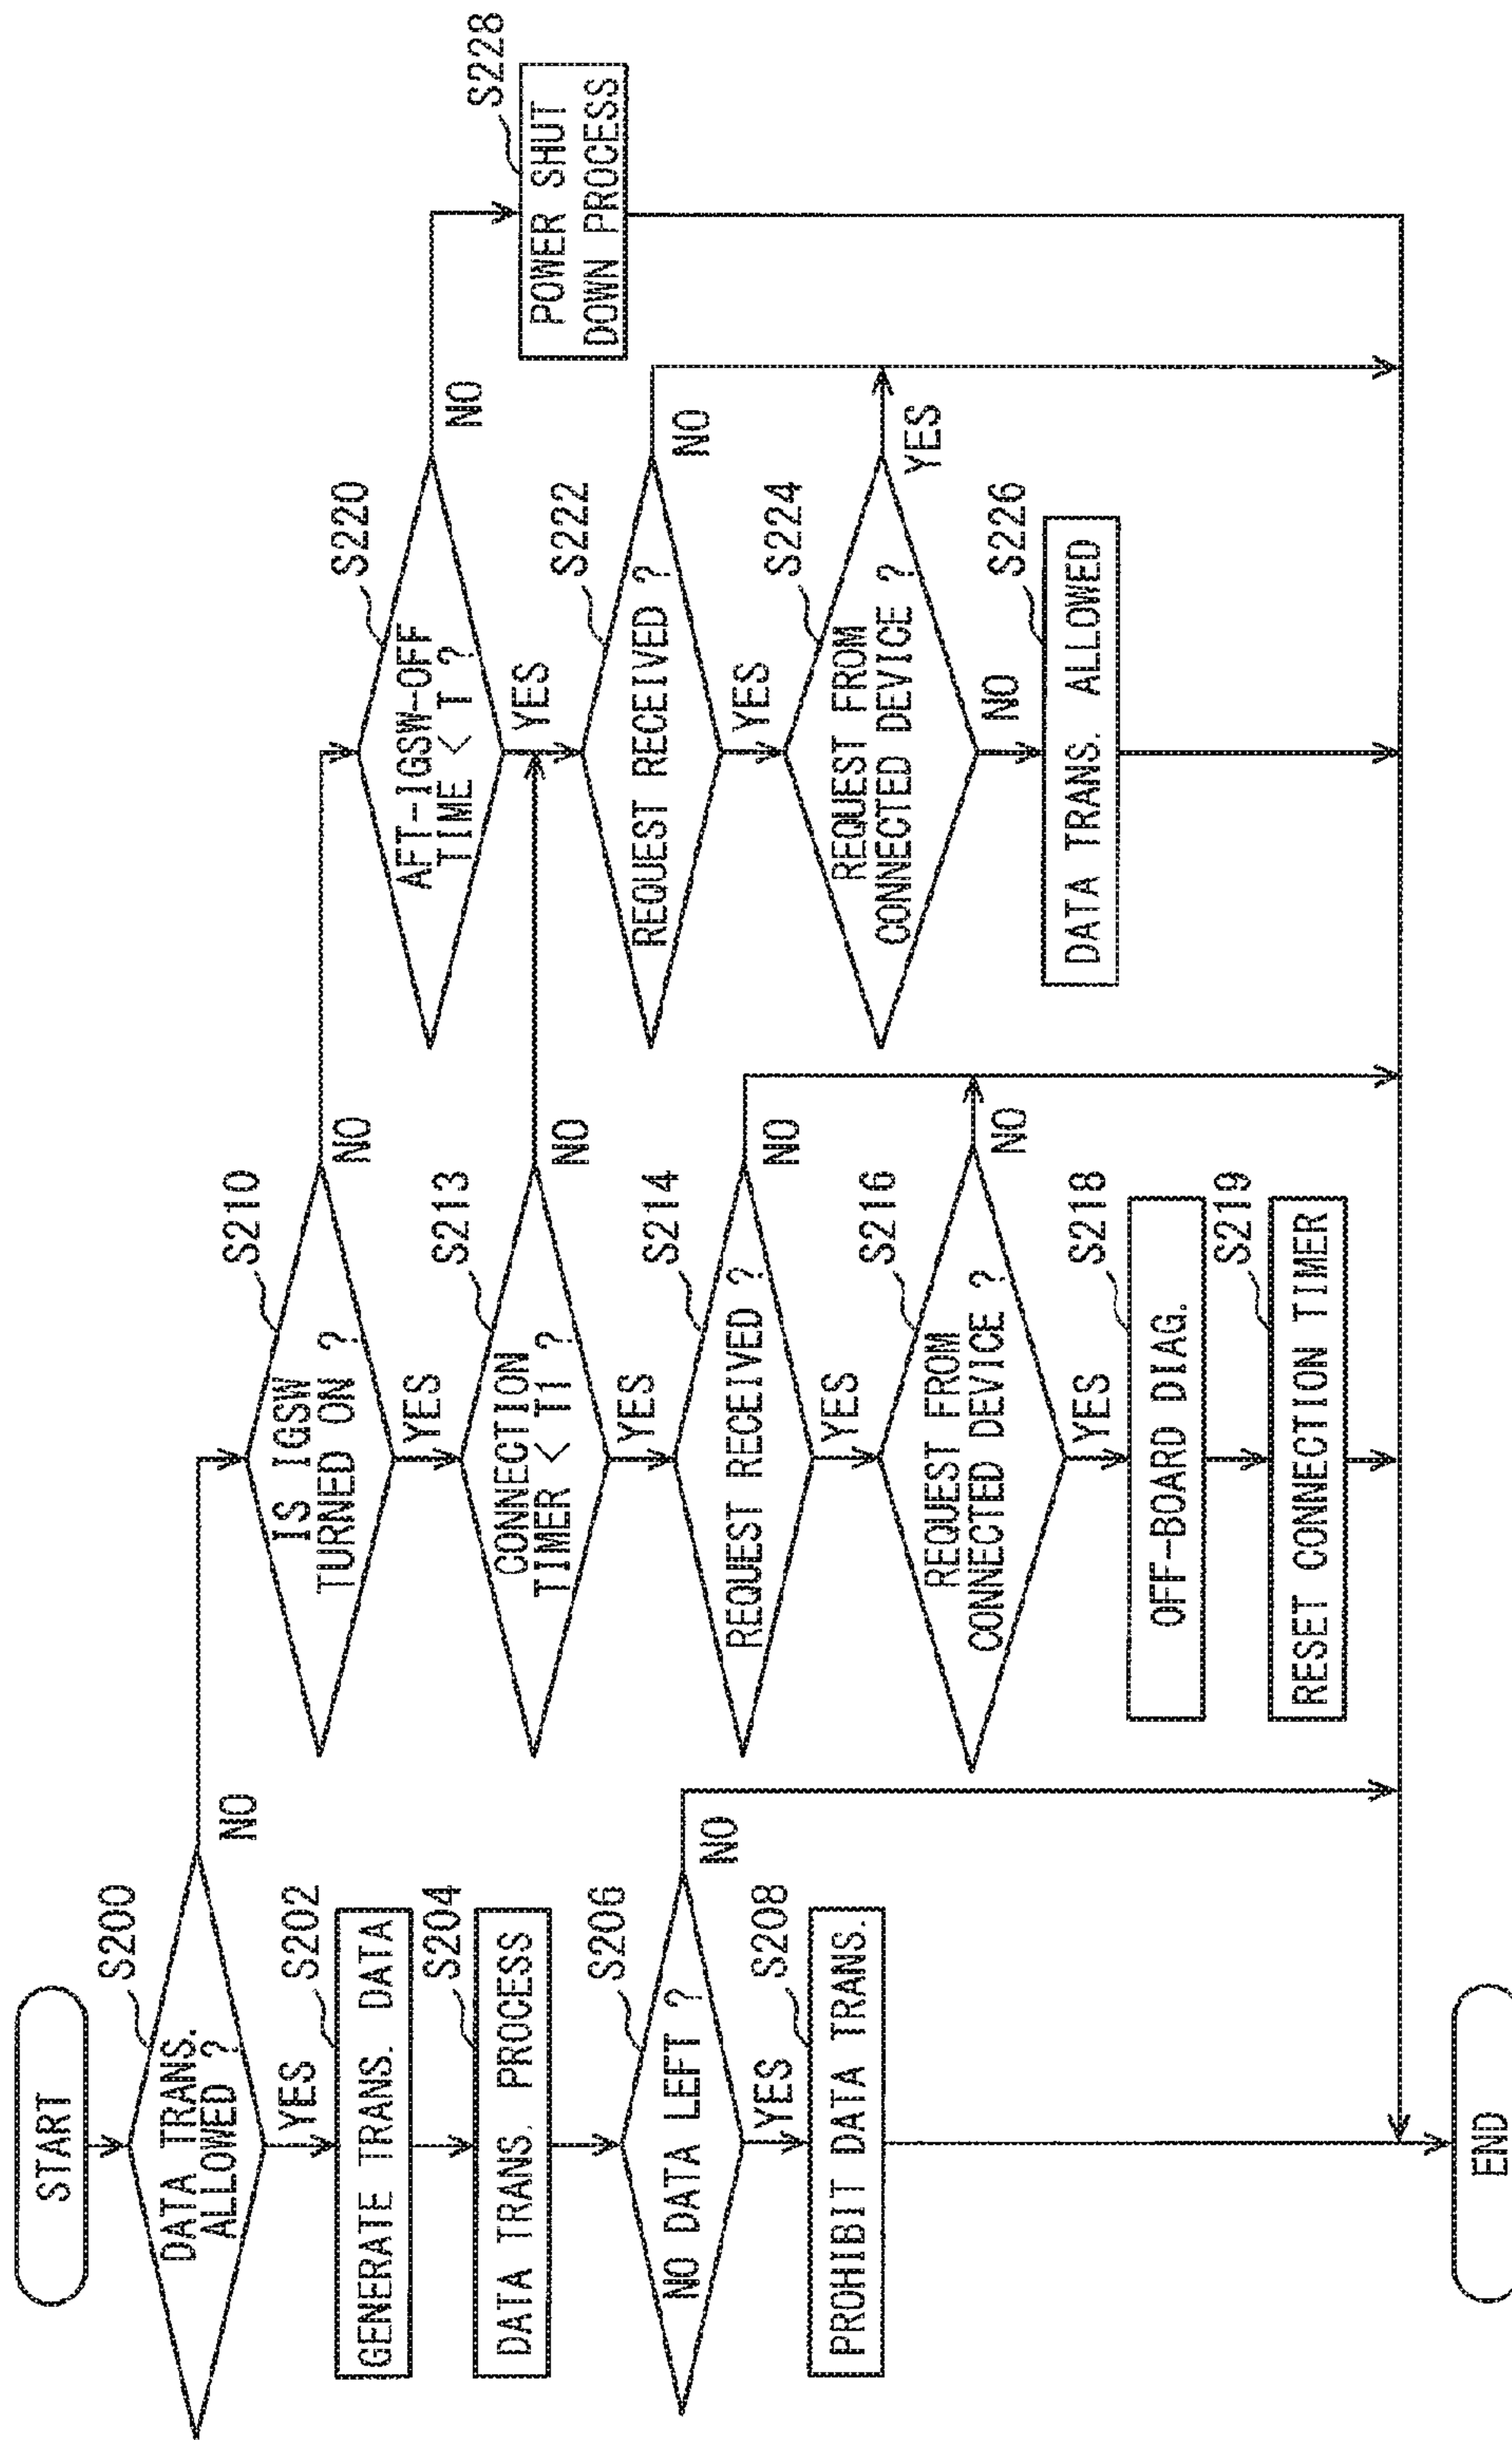 START
S200
DATA TRANS.
ALLOWED ?
NO
YES
S202
GENERATE TRANS. DATA
S204
DATA TRANS. PROCESS
S206
NO DATA LEFT ?
NO
YES
S208
PROHIBIT DATA TRANS.
S210
IS IGSW
TURNED ON ?
NO
YES
S213
CONNECTION
TIMER < T1 ?
NO
YES
S214
REQUEST RECEIVED ?
NO
YES
S216
REQUEST FROM
CONNECTED DEVICE ?
NO
YES
S218
OFF-BOARD DIAG.
S219
RESET CONNECTION TIMER
S220
AFT-IGSW-OFF
TIME < T ?
NO
YES
S222
REQUEST RECEIVED ?
NO
YES
S224
REQUEST FROM
CONNECTED DEVICE ?
YES
NO
S226
DATA TRANS. ALLOWED
S228
POWER SHUT
DOWN PROCESS
END